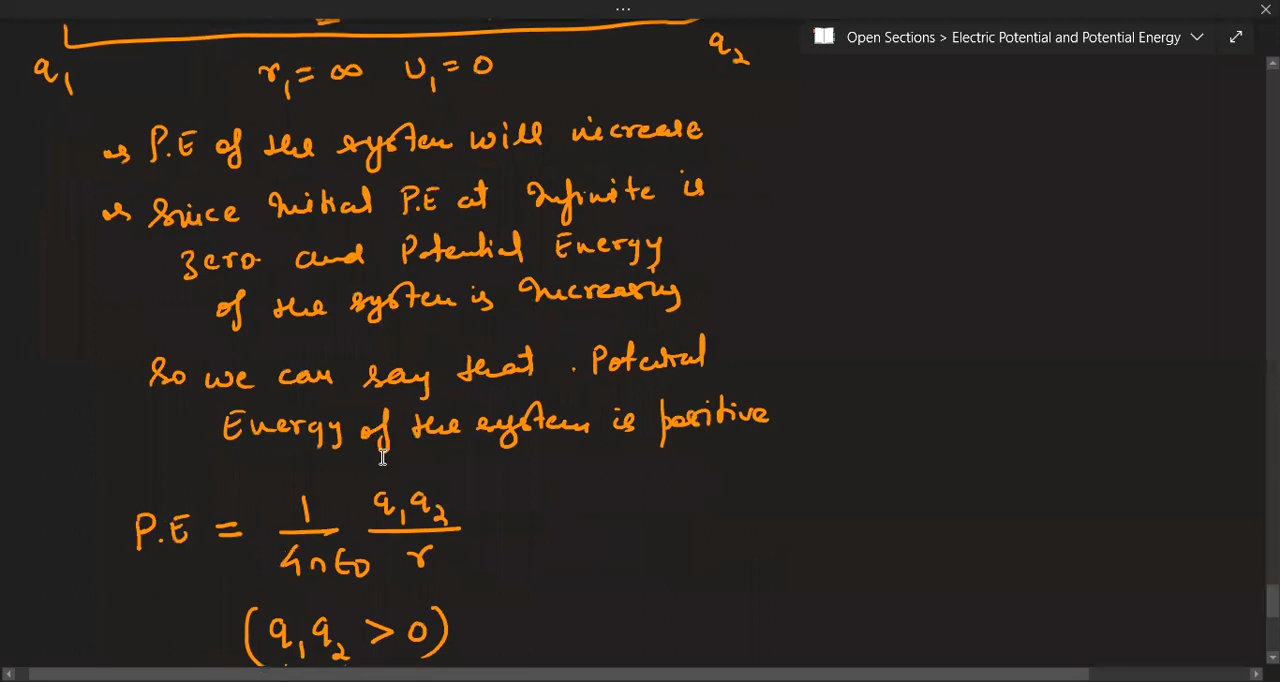 ...
Open Sections > Electric Potential and Potential Energy
q₁ q₂
r₁ = ∞ U₁ = 0
P.E of the system will increase
Since Initial P.E at Infinite is
Zero and Potential Energy
of the system is Increasing
So we can say that . Potential
Energy of the system is positive
P.E = 1/4πϵ₀ q₁q₂/r
(q₁q₂ > 0)